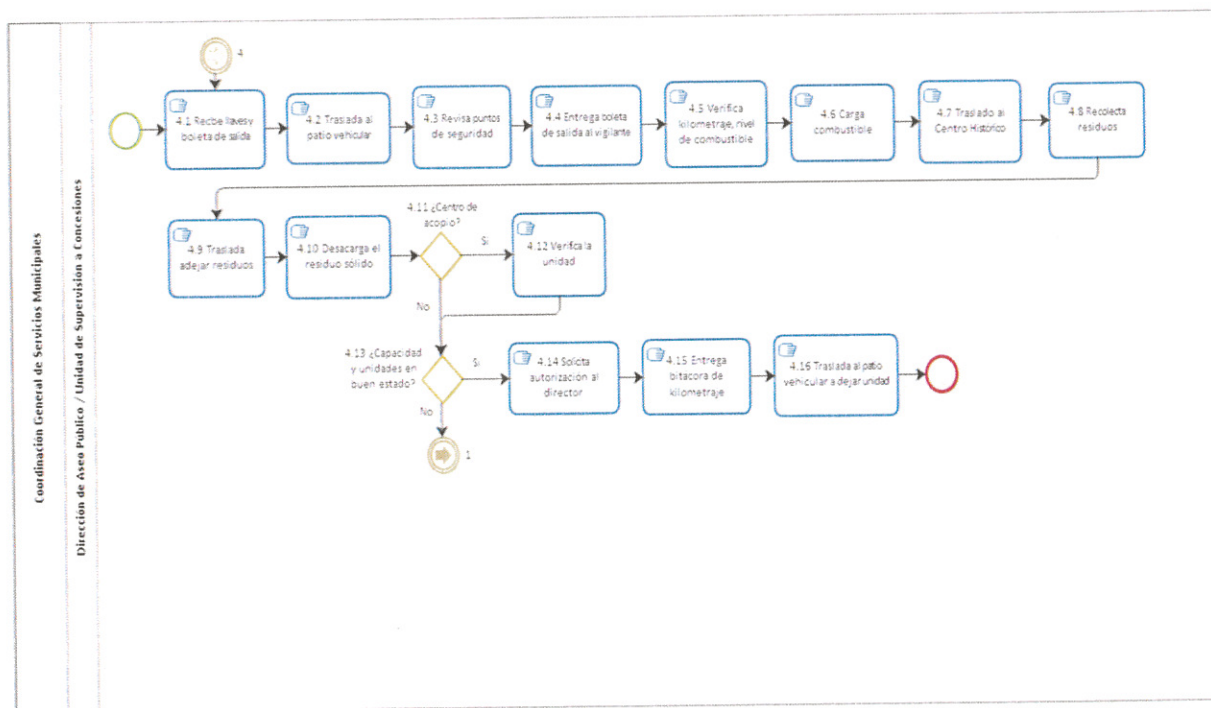 Coordinación General de Servicios Municipales
Dirección de Aseo Público / Unidad de Supervisión a Concesiones
4
4.1 Recibe llaves y
boleta de salida
4.2 Traslada al
patio vehicular
4.3 Revisa puntos
de seguridad
4.4 Entrega boleta
de salida al vigilante
4.5 Verifica
kilometraje, nivel
de combustible
4.6 Carga
combustible
4.7 Traslado al
Centro Histórico
4.8 Recolecta
residuos
4.9 Traslada
adejar residuos
4.10 Desacarga el
residuo sólido
4.11 ¿Centro de
acopio?
Si
No
4.12 Verifica la
unidad
4.13 ¿Capacidad
y unidades en
buen estado?
Si
No
4.14 Solicita
autorización al
director
4.15 Entrega
bitacora de
kilometraje
4.16 Traslada al patio
vehicular a dejar unidad
1